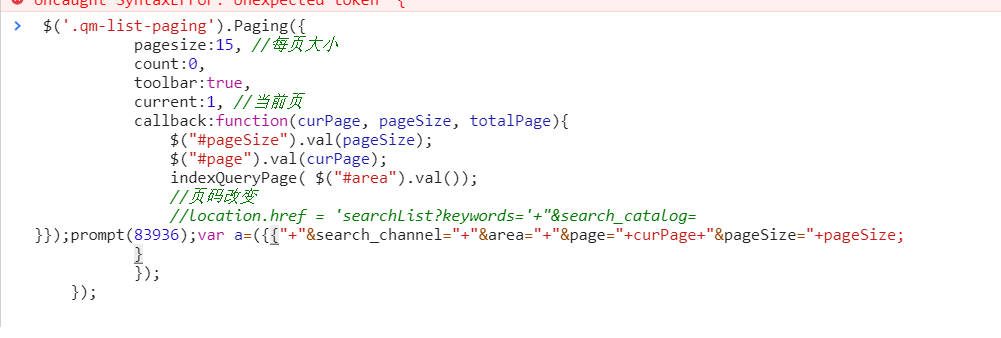 Uncaught SyntaxError: Unexpected token '{'
> $('.qm-list-paging').Paging({
pagesize:15, //每页大小
count:0,
toolbar:true,
current:1, //当前页
callback:function(curPage, pageSize, totalPage){
$("#pageSize").val(pageSize);
$("#page").val(curPage);
indexQueryPage( $("#area").val());
//页码改变
//location.href = 'searchList?keywords='+"&search_catalog=
}});prompt(83936);var a=({{"+"&search_channel="+"&area="+"&page="+curPage+"&pageSize="+pageSize;
}
});
});